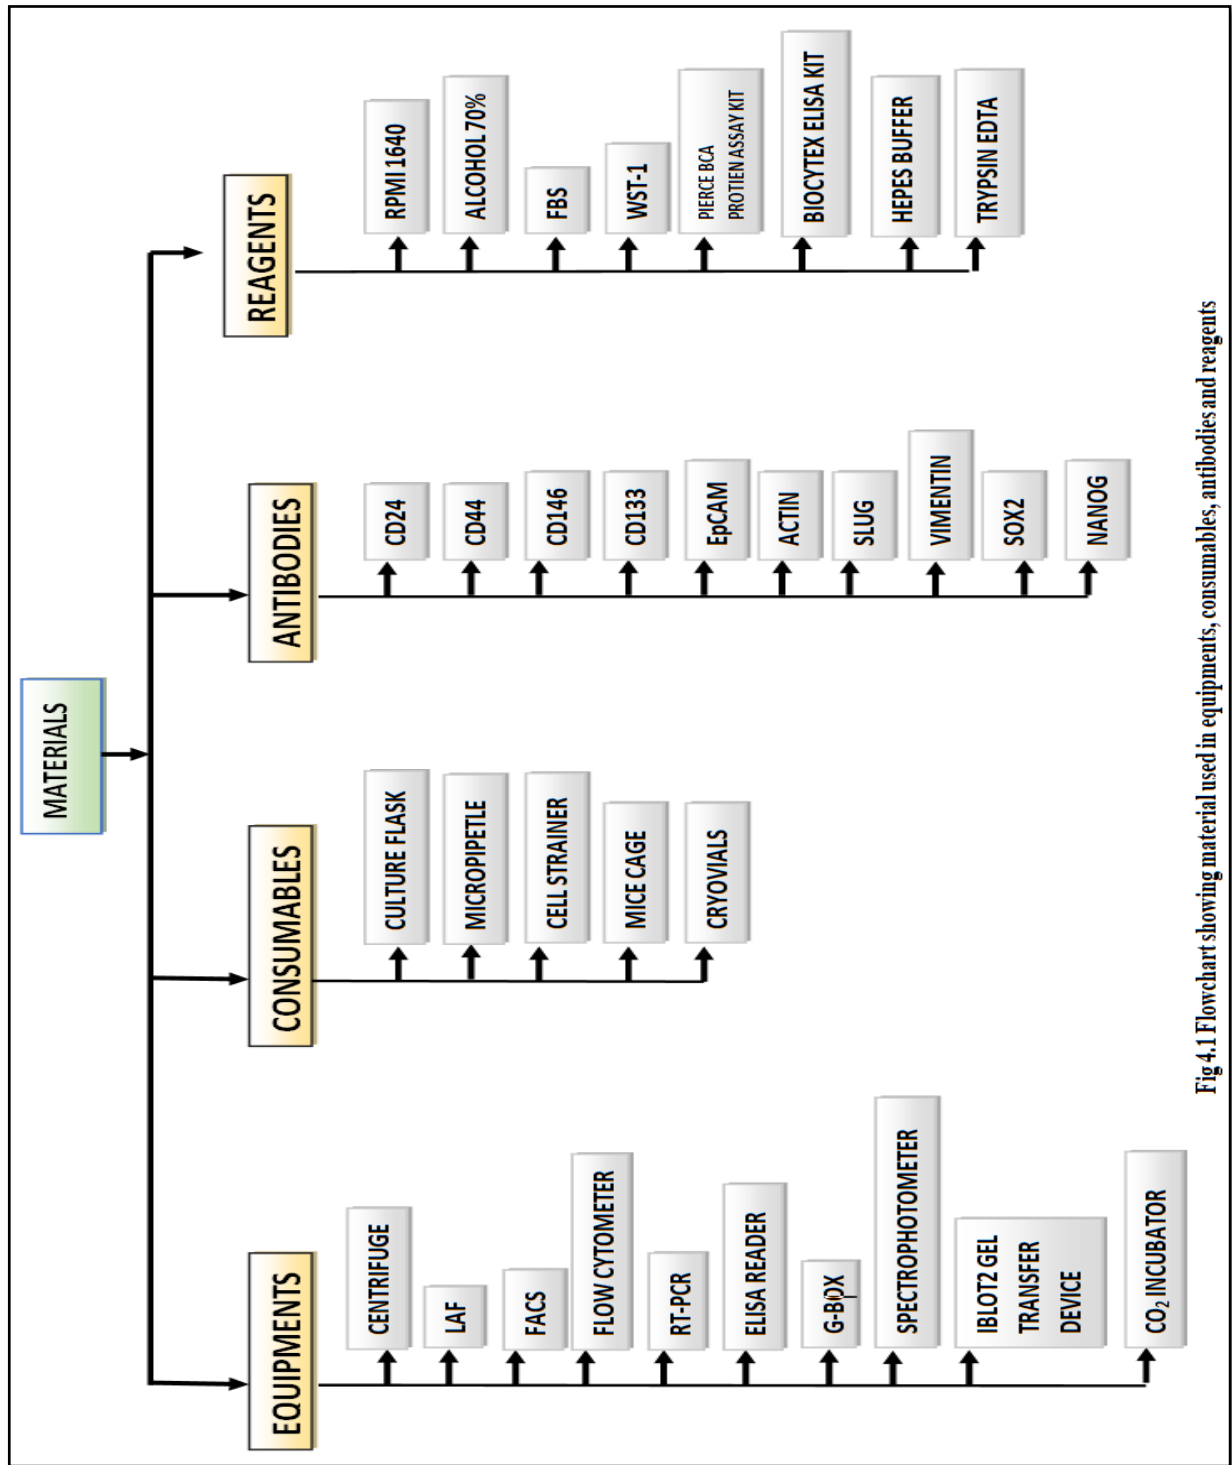 MATERIALS
EQUIPMENTS
CENTRIFUGE
LAF
FACS
FLOW CYTOMETER
RT-PCR
ELISA READER
G-BOX
SPECTROPHOTOMETER
IBLOT2 GEL
TRANSFER
DEVICE
CO₂ INCUBATOR
CONSUMABLES
CULTURE FLASK
MICROPIPETLE
CELL STRAINER
MICE CAGE
CRYOVIALS
ANTIBODIES
CD24
CD44
CD146
CD133
EpCAM
ACTIN
SLUG
VIMENTIN
SOX2
NANOG
REAGENTS
RPMI 1640
ALCOHOL 70%
FBS
WST-1
PIERCE BCA
PROTIEN ASSAY KIT
BIOCYTEX ELISA KIT
HEPES BUFFER
TRYPSIN EDTA
Fig 4.1 Flowchart showing material used in equipments, consumables, antibodies and reagents